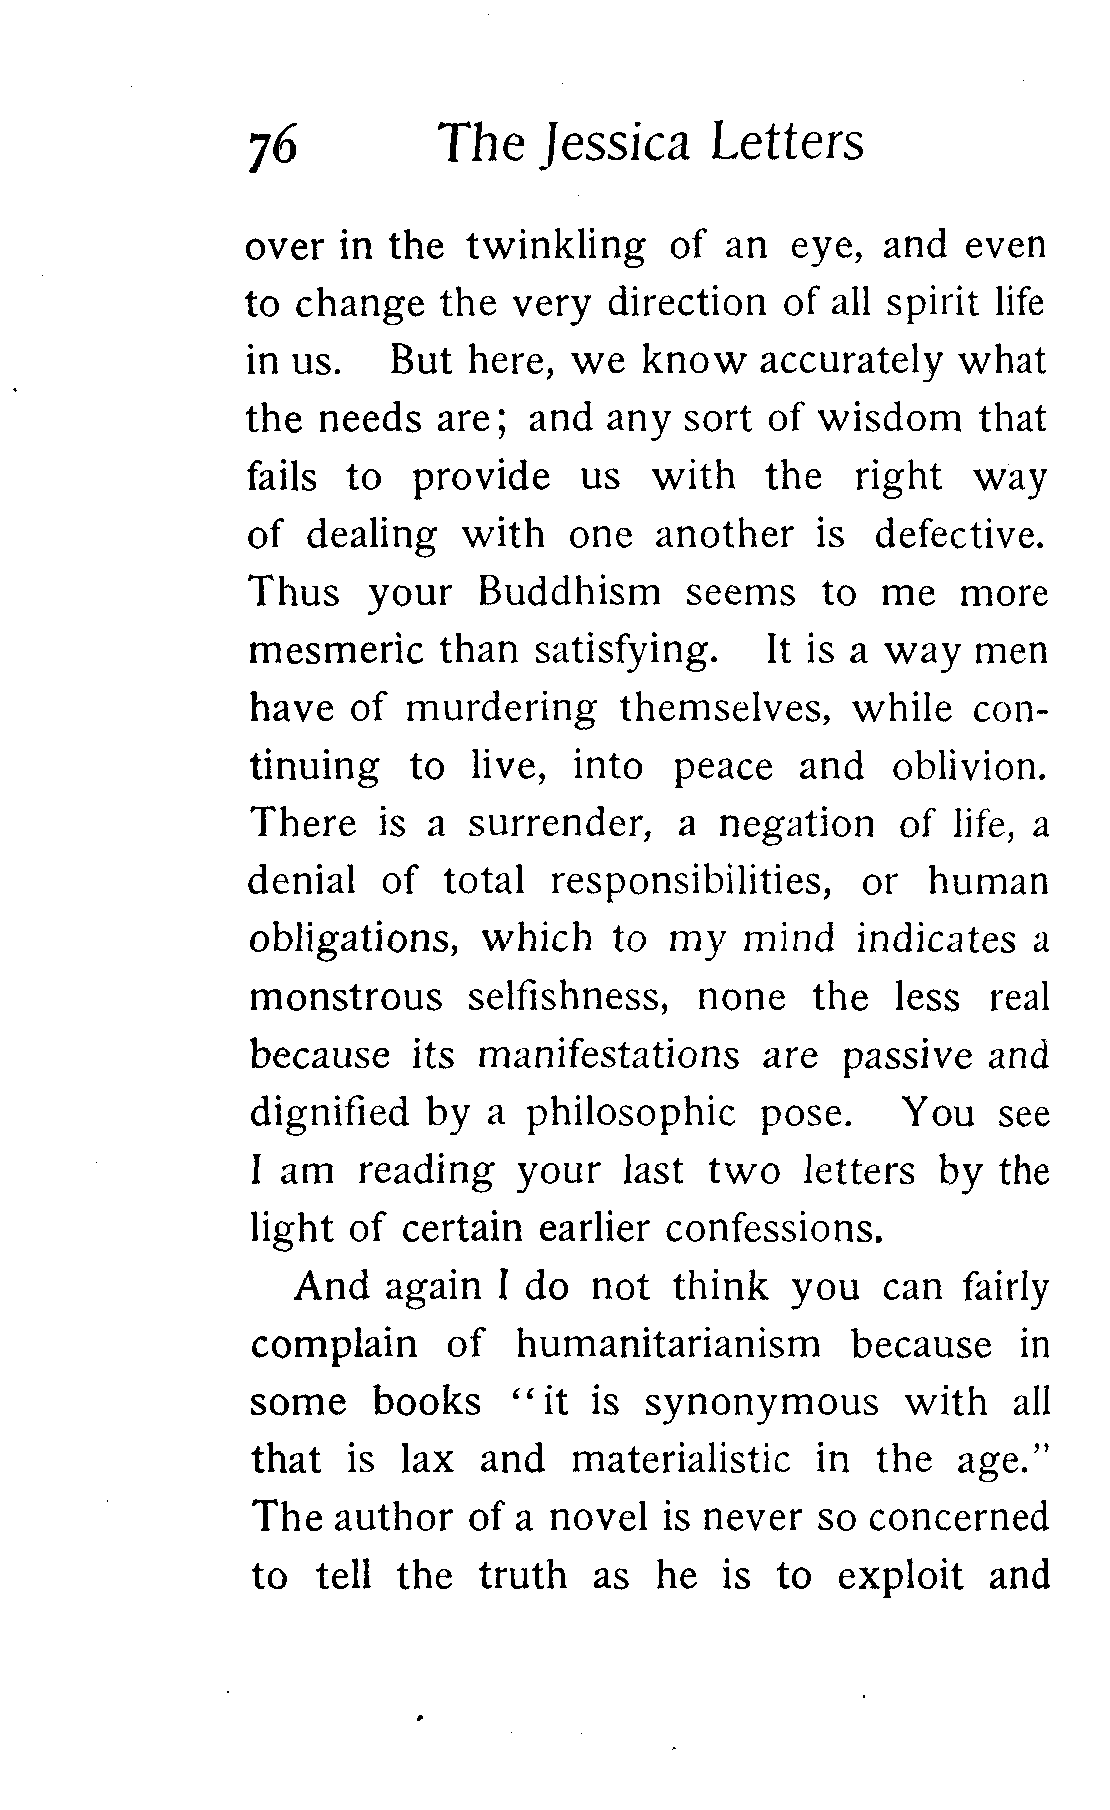 76 The Jessica Letters
over in the twinkling of an eye, and even
to change the very direction of all spirit life
in us. But here, we know accurately what
the needs are; and any sort of wisdom that
fails to provide us with the right way
of dealing with one another is defective.
Thus your Buddhism seems to me more
mesmeric than satisfying. It is a way men
have of murdering themselves, while con-
tinuing to live, into peace and oblivion.
There is a surrender, a negation of life, a
denial of total responsibilities, or human
obligations, which to my mind indicates a
monstrous selfishness, none the less real
because its manifestations are passive and
dignified by a philosophic pose. You see
I am reading your last two letters by the
light of certain earlier confessions.
And again I do not think you can fairly
complain of humanitarianism because in
some books "it is synonymous with all
that is lax and materialistic in the age."
The author of a novel is never so concerned
to tell the truth as he is to exploit and